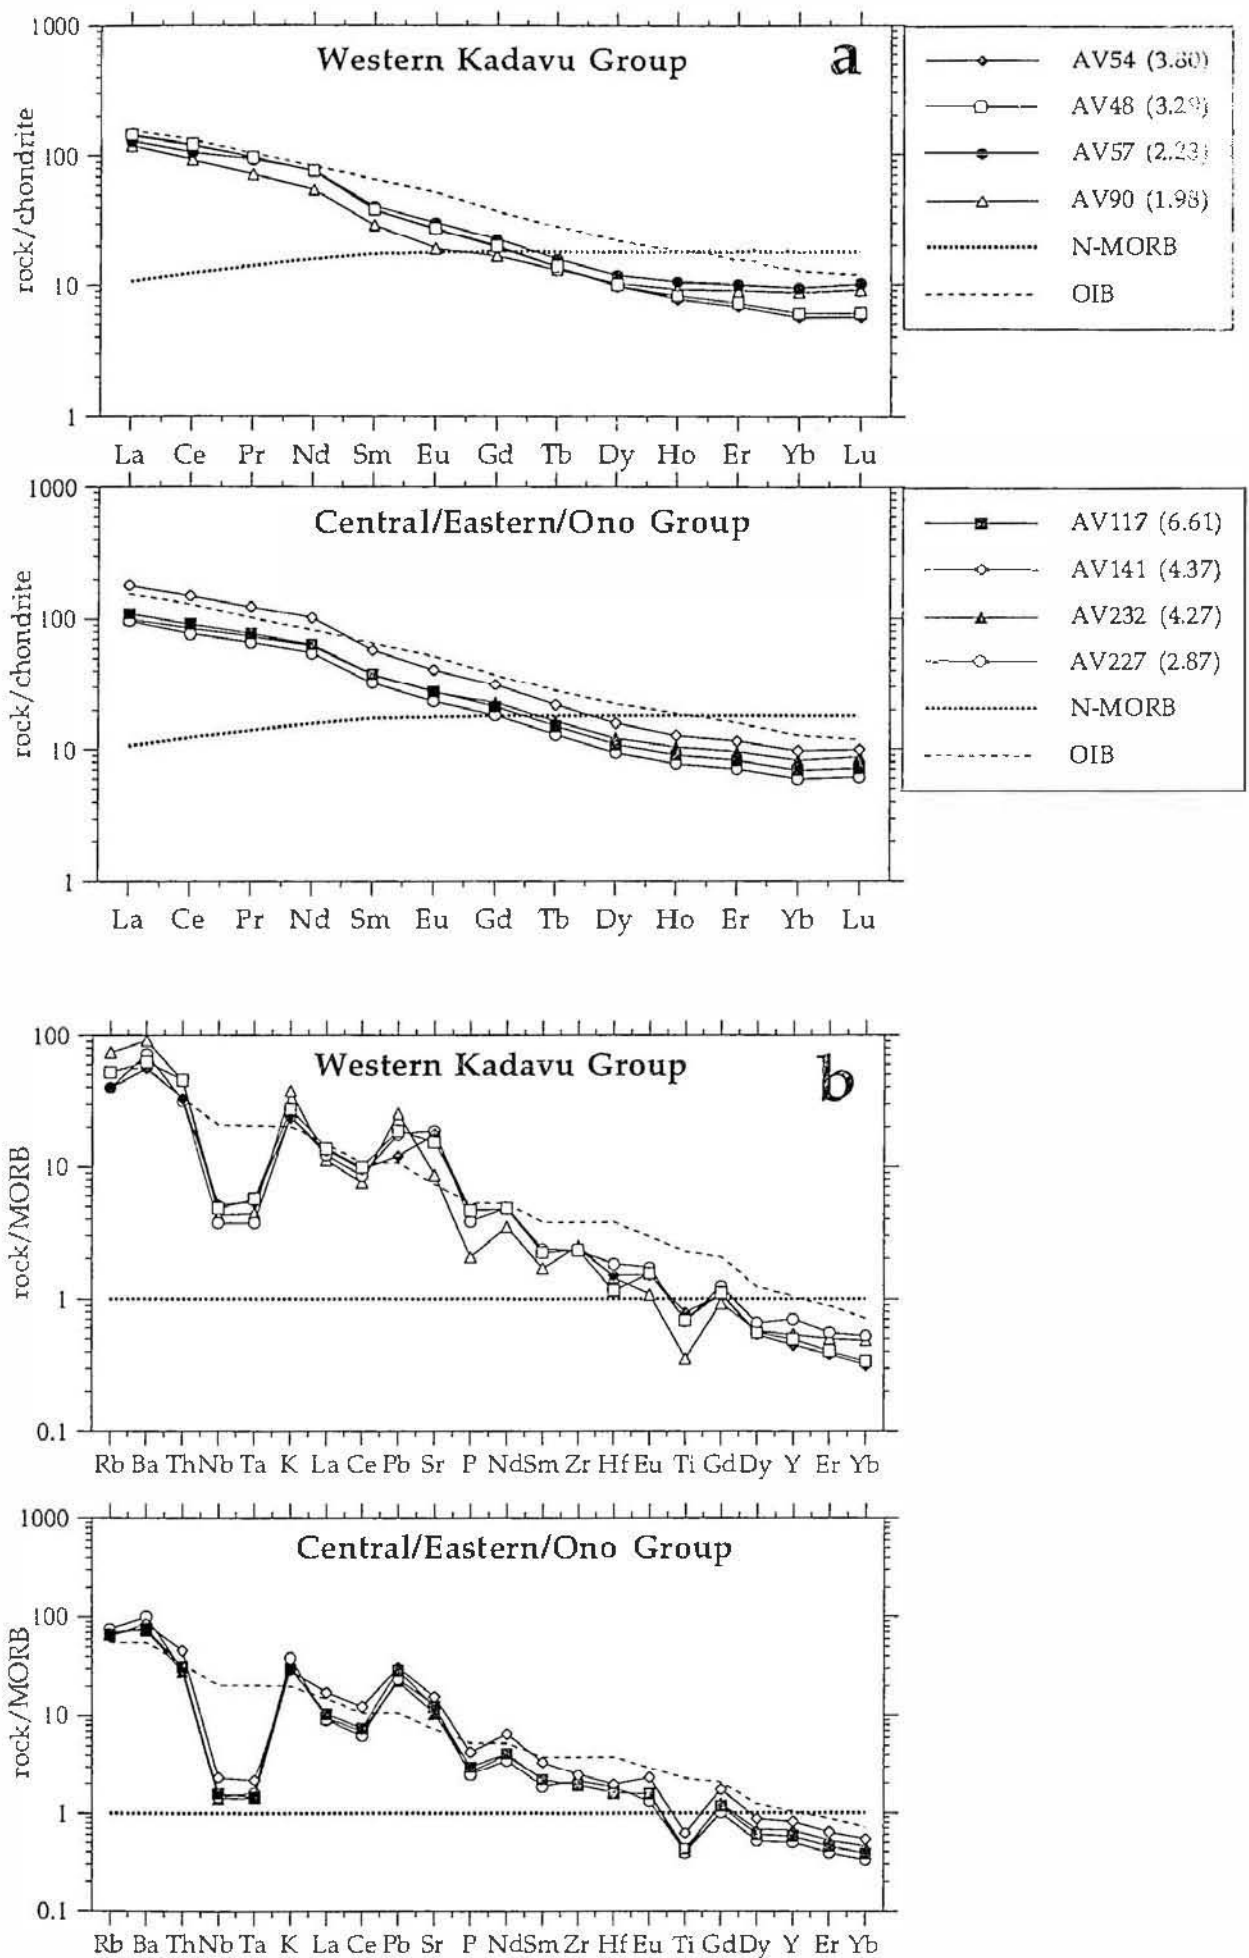 Western Kadavu Group
a
rock/chondrite
1000
100
10
1
La Ce Pr Nd Sm Eu Gd Tb Dy Ho Er Yb Lu
AV54 (3.80)
AV48 (3.29)
AV57 (2.23)
AV90 (1.98)
N-MORB
OIB
Central/Eastern/Ono Group
rock/chondrite
1000
100
10
1
La Ce Pr Nd Sm Eu Gd Tb Dy Ho Er Yb Lu
AV117 (6.61)
AV141 (4.37)
AV232 (4.27)
AV227 (2.87)
N-MORB
OIB
Western Kadavu Group
b
rock/MORB
100
10
1
0.1
Rb Ba Th Nb Ta K La Ce Pb Sr P Nd Sm Zr Hf Eu Ti Gd Dy Y Er Yb
Central/Eastern/Ono Group
rock/MORB
1000
100
10
1
0.1
Rb Ba Th Nb Ta K La Ce Pb Sr P Nd Sm Zr Hf Eu Ti Gd Dy Y Er Yb